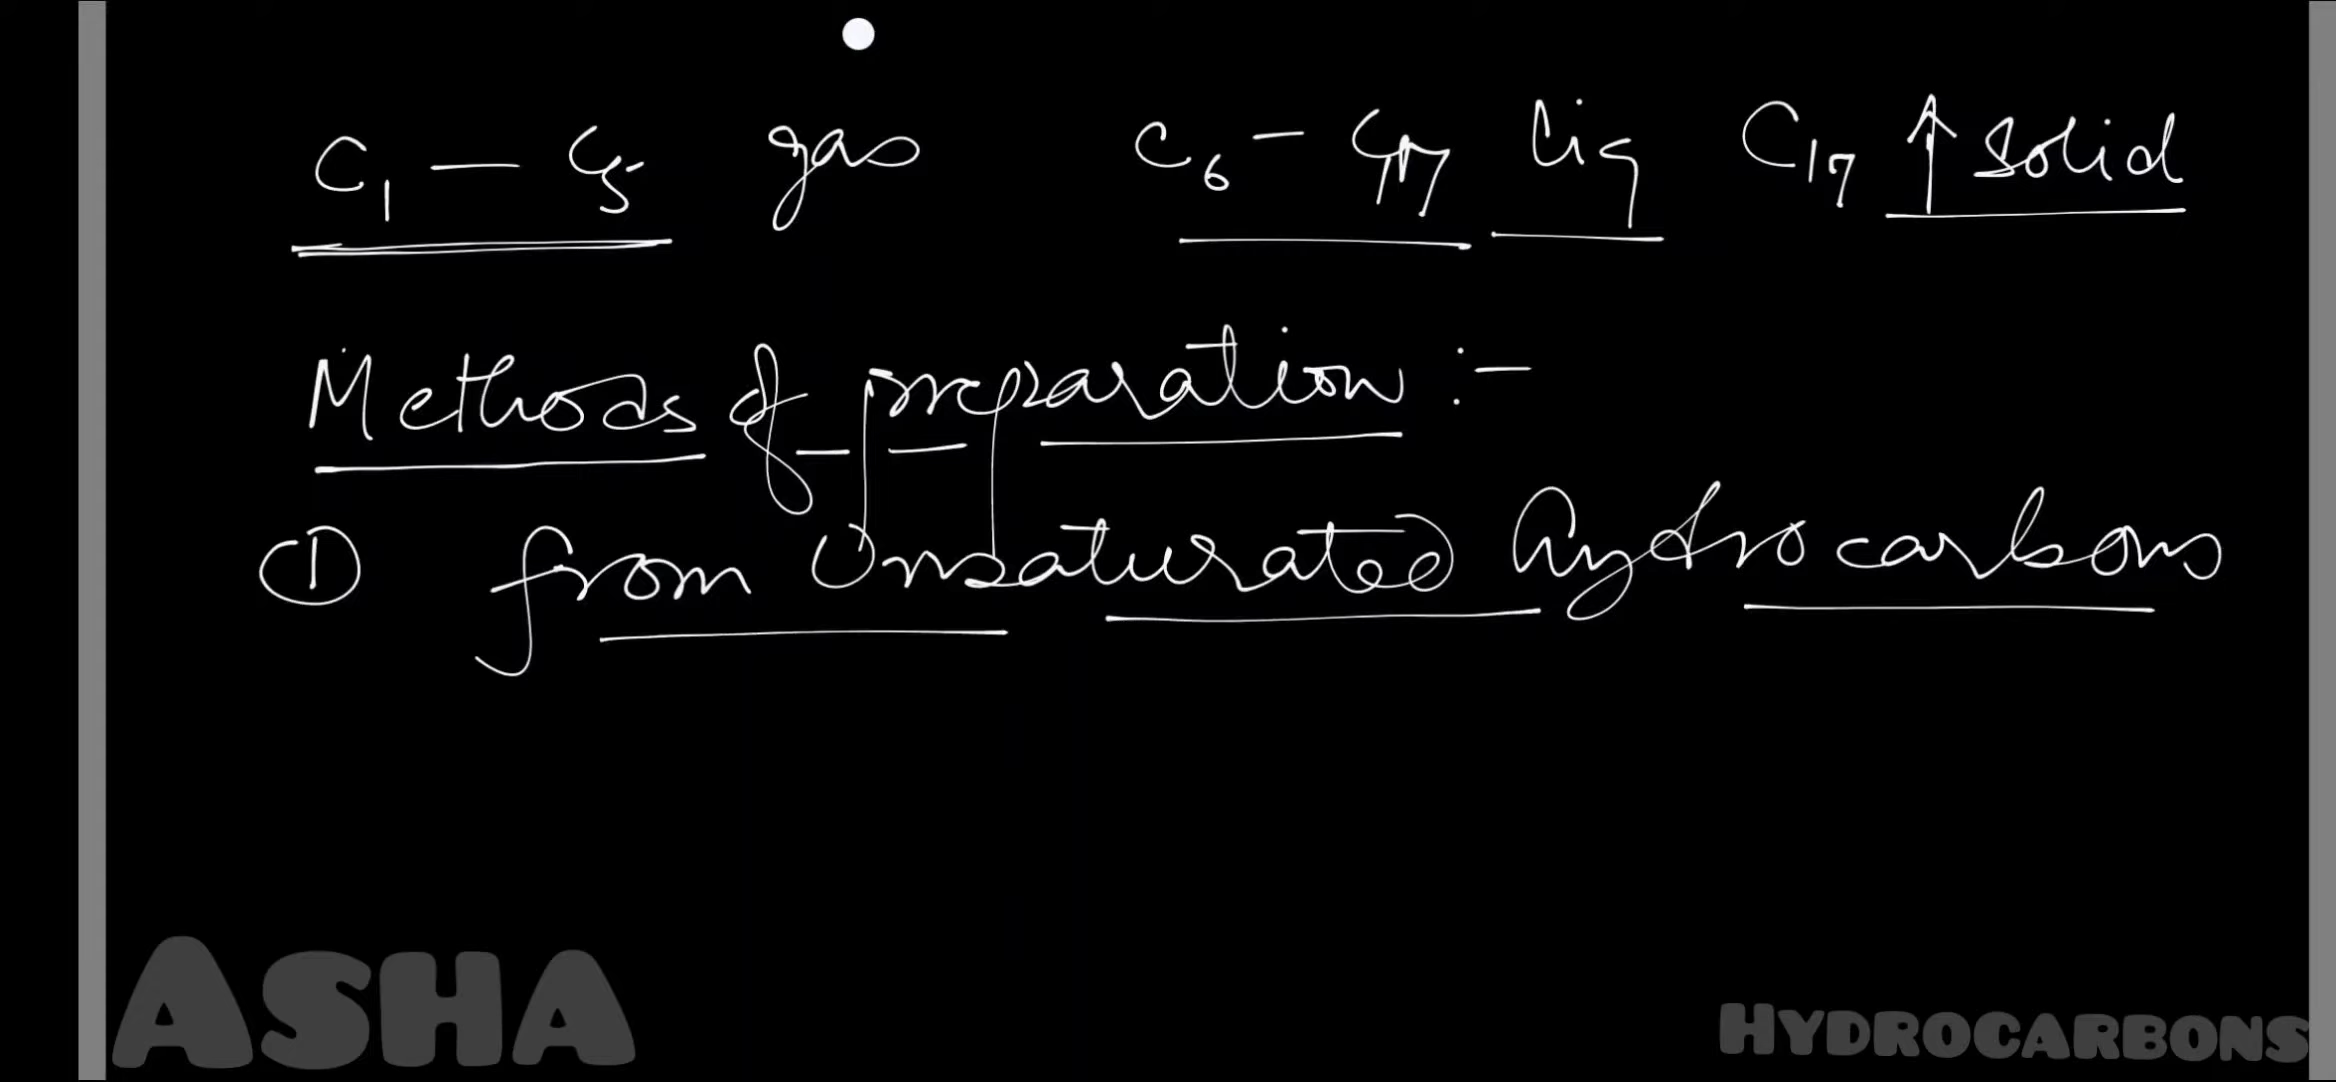 C₁ – C₅ gas C₆ – C₁₇ liq C₁₇ ↑ solid
Methods of preparation :-
① from Unsaturated hydrocarbons
ASHA
HYDROCARBONS